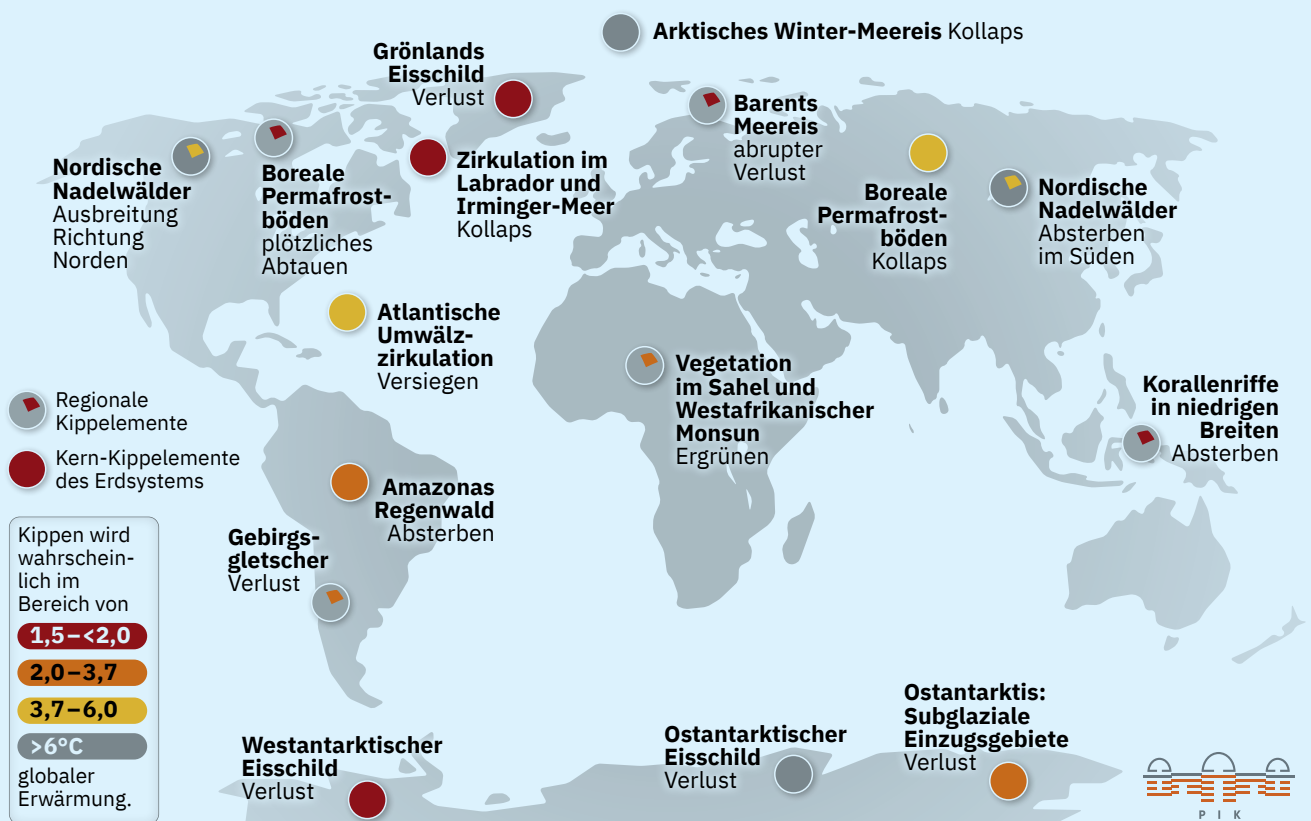 Arktisches Winter-Meereis Kollaps
Grönlands
Eisschild
Verlust
Barents
Meereis
abrupter
Verlust
Nordische
Nadelwälder
Ausbreitung
Richtung
Norden
Boreale
Permafrost-
böden
plötzliches
Abtauen
Zirkulation im
Labrador und
Irminger-Meer
Kollaps
Boreale
Permafrost-
böden
Kollaps
Nordische
Nadelwälder
Absterben
im Süden
Atlantische
Umwälz-
zirkulation
Versiegen
Vegetation
im Sahel und
Westafrikanischer
Monsun
Ergrünen
Korallenriffe
in niedrigen
Breiten
Absterben
Regionale
Kippelemente
Kern-Kippelemente
des Erdsystems
Amazonas
Regenwald
Absterben
Gebirgs-
gletscher
Verlust
Kippen wird
wahrschein-
lich im
Bereich von
1,5–<2,0
2,0–3,7
3,7–6,0
>6°C
globaler
Erwärmung.
Westantarktischer
Eisschild
Verlust
Ostantarktischer
Eisschild
Verlust
Ostantarktis:
Subglaziale
Einzugsgebiete
Verlust
PIK